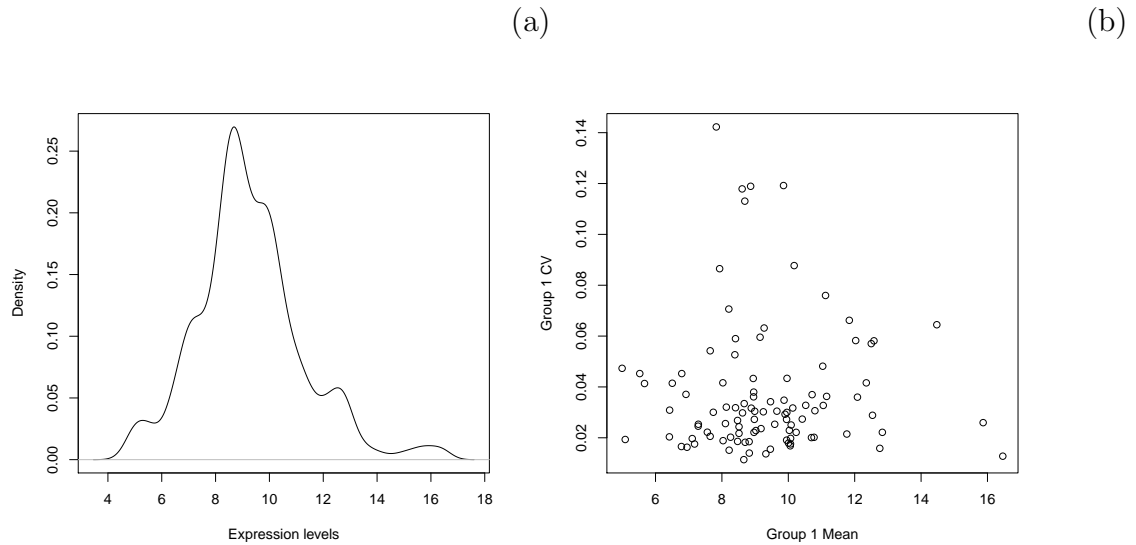 (a)
(b)
0.00
0.05
0.10
0.15
0.20
0.25
Density
4 6 8 10 12 14 16 18
Expression levels
0.02
0.04
0.06
0.08
0.10
0.12
0.14
Group 1 CV
6 8 10 12 14 16
Group 1 Mean